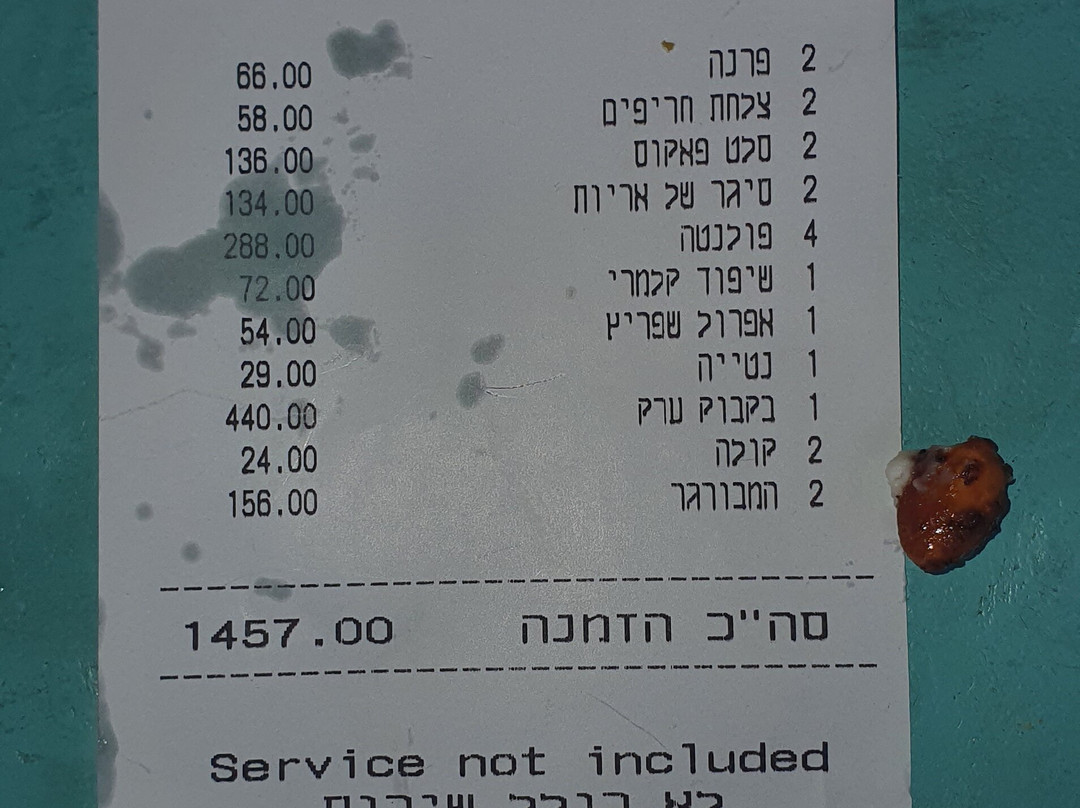 2 פרנה 66.00
2 צלחת חריפים 58.00
2 סלט פאקוס 136.00
2 סיגר של אריות 134.00
4 פולנטה 288.00
1 שיפוד קלמרי 72.00
1 אפרול שפריץ 54.00
1 נטייה 29.00
1 בקבוק ערק 440.00
2 קולה 24.00
2 המבורגר 156.00
סה"כ הזמנה 1457.00
Service not included
לא כולל שירות